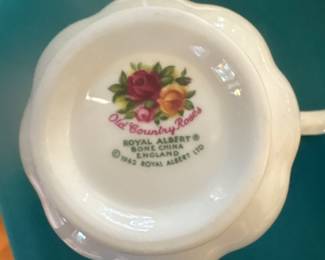 Old Country Roses
ROYAL ALBERT®
BONE CHINA
ENGLAND
© 1962 ROYAL ALBERT LTD